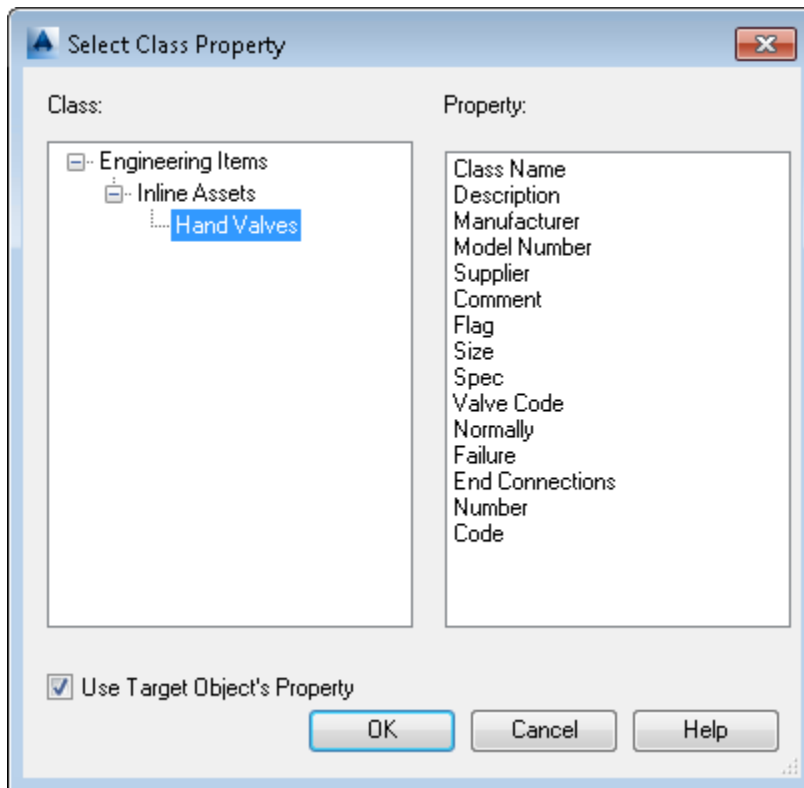 Select Class Property
Class:
Property:
Engineering Items
Inline Assets
Hand Valves
Class Name
Description
Manufacturer
Model Number
Supplier
Comment
Flag
Size
Spec
Valve Code
Normally
Failure
End Connections
Number
Code
Use Target Object's Property
OK
Cancel
Help